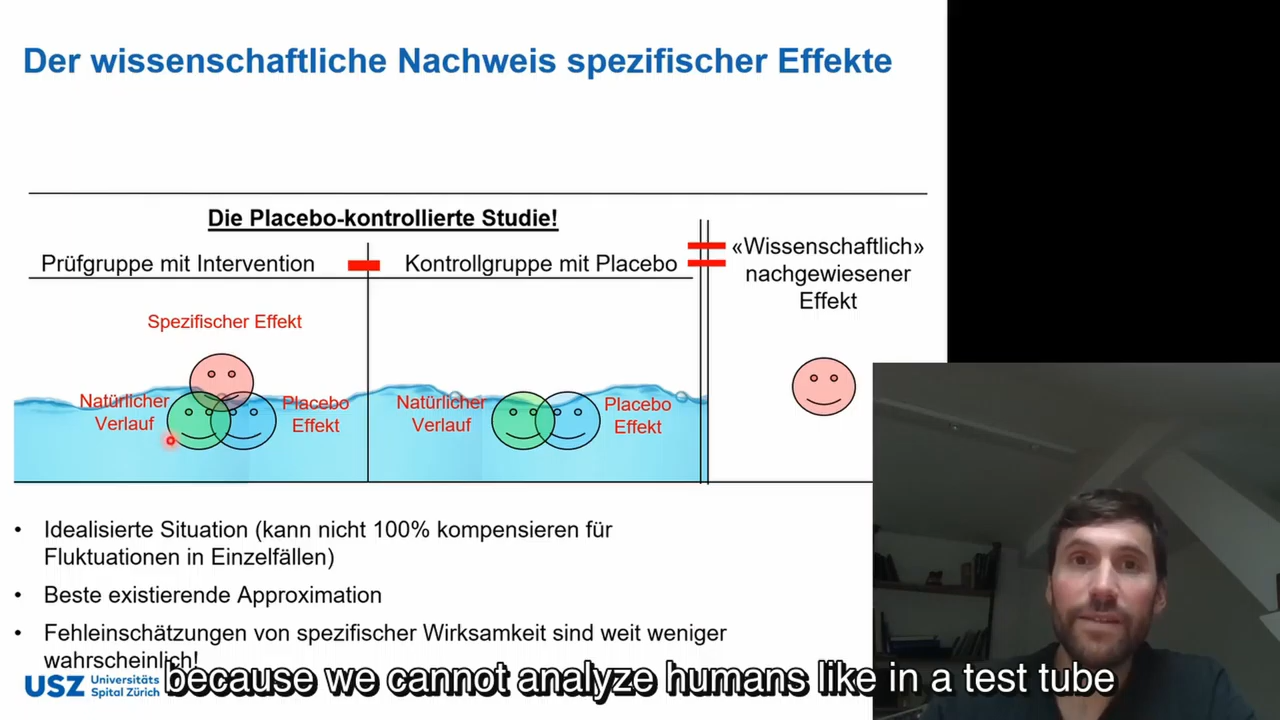 Der wissenschaftliche Nachweis spezifischer Effekte
Die Placebo-kontrollierte Studie!
Prüfgruppe mit Intervention
Kontrollgruppe mit Placebo
«Wissenschaftlich»
nachgewiesener
Effekt
Spezifischer Effekt
Natürlicher
Verlauf
Placebo
Effekt
Natürlicher
Verlauf
Placebo
Effekt
• Idealisierte Situation (kann nicht 100% kompensieren für
Fluktuationen in Einzelfällen)
• Beste existierende Approximation
• Fehleinschätzungen von spezifischer Wirksamkeit sind weit weniger
wahrscheinlich!
USZ Universitäts
Spital Zürich
because we cannot analyze humans like in a test tube